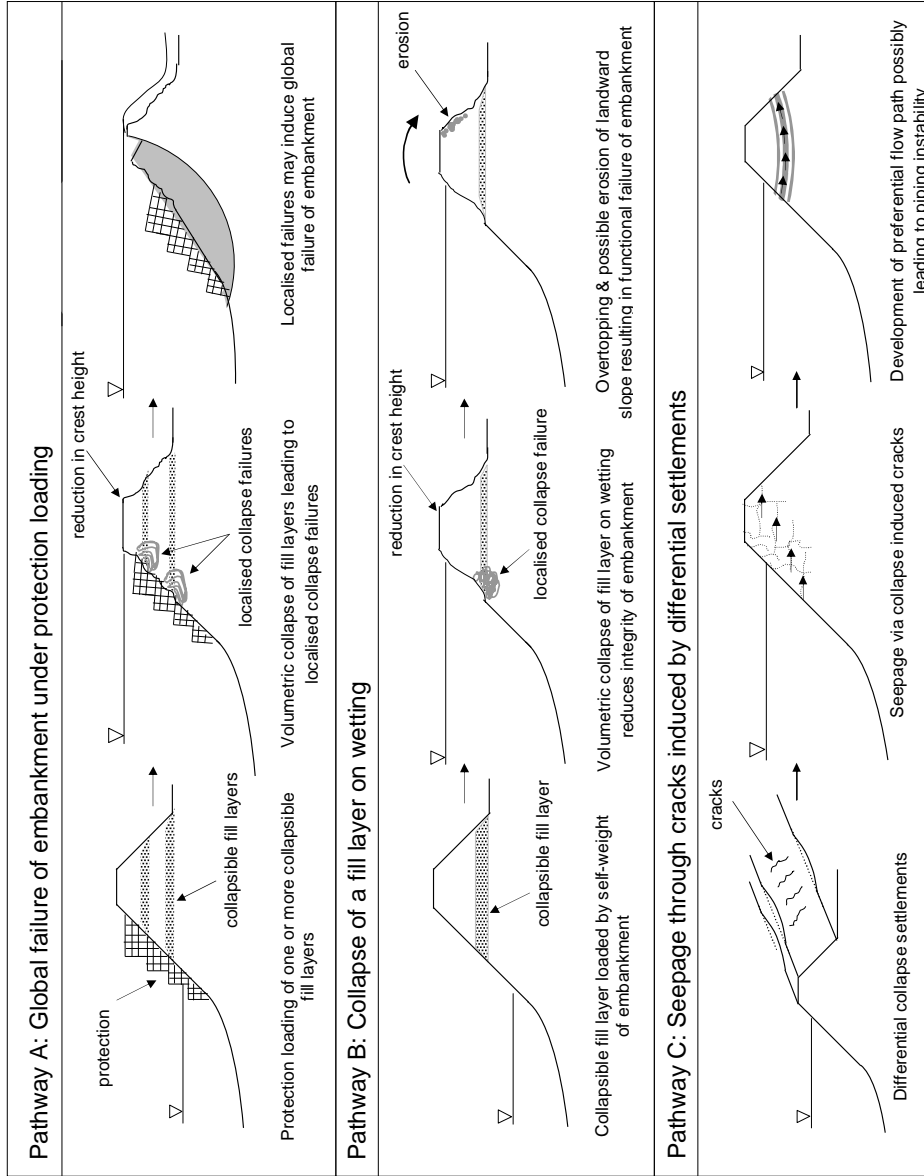 Pathway A: Global failure of embankment under protection loading
protection
collapsible fill layers
Protection loading of one or more collapsible
fill layers
reduction in crest height
localised collapse failures
Volumetric collapse of fill layers leading to
localised collapse failures
Localised failures may induce global
failure of embankment
Pathway B: Collapse of a fill layer on wetting
collapsible fill layer
Collapsible fill layer loaded by self-weight
of embankment
reduction in crest height
localised collapse failure
Volumetric collapse of fill layer on wetting
reduces integrity of embankment
erosion
Overtopping & possible erosion of landward
slope resulting in functional failure of embankment
Pathway C: Seepage through cracks induced by differential settlements
cracks
Differential collapse settlements
Seepage via collapse induced cracks
Development of preferential flow path possibly
leading to piping instability